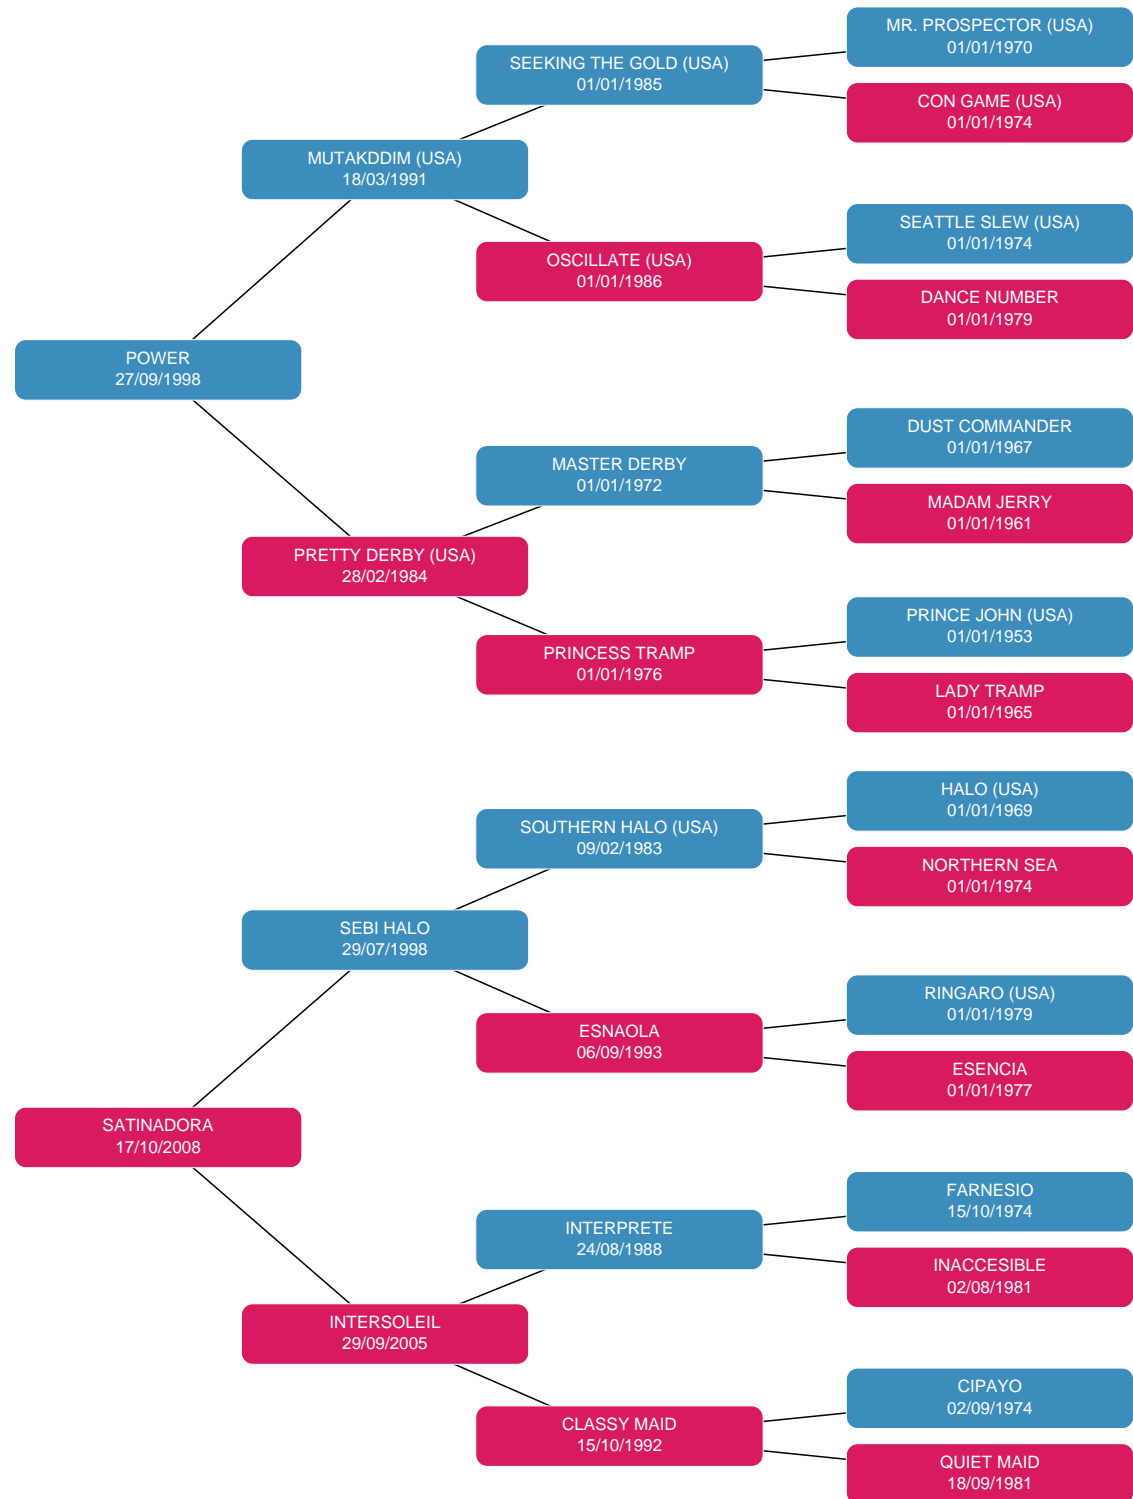 MR. PROSPECTOR (USA)
01/01/1970
SEEKING THE GOLD (USA)
01/01/1985
CON GAME (USA)
01/01/1974
MUTAKDDIM (USA)
18/03/1991
SEATTLE SLEW (USA)
01/01/1974
OSCILLATE (USA)
01/01/1986
DANCE NUMBER
01/01/1979
POWER
27/09/1998
DUST COMMANDER
01/01/1967
MASTER DERBY
01/01/1972
MADAM JERRY
01/01/1961
PRETTY DERBY (USA)
28/02/1984
PRINCE JOHN (USA)
01/01/1953
PRINCESS TRAMP
01/01/1976
LADY TRAMP
01/01/1965
HALO (USA)
01/01/1969
SOUTHERN HALO (USA)
09/02/1983
NORTHERN SEA
01/01/1974
SEBI HALO
29/07/1998
RINGARO (USA)
01/01/1979
ESNAOLA
06/09/1993
ESENCIA
01/01/1977
SATINADORA
17/10/2008
FARNESIO
15/10/1974
INTERPRETE
24/08/1988
INACCESIBLE
02/08/1981
INTERSOLEIL
29/09/2005
CIPAYO
02/09/1974
CLASSY MAID
15/10/1992
QUIET MAID
18/09/1981